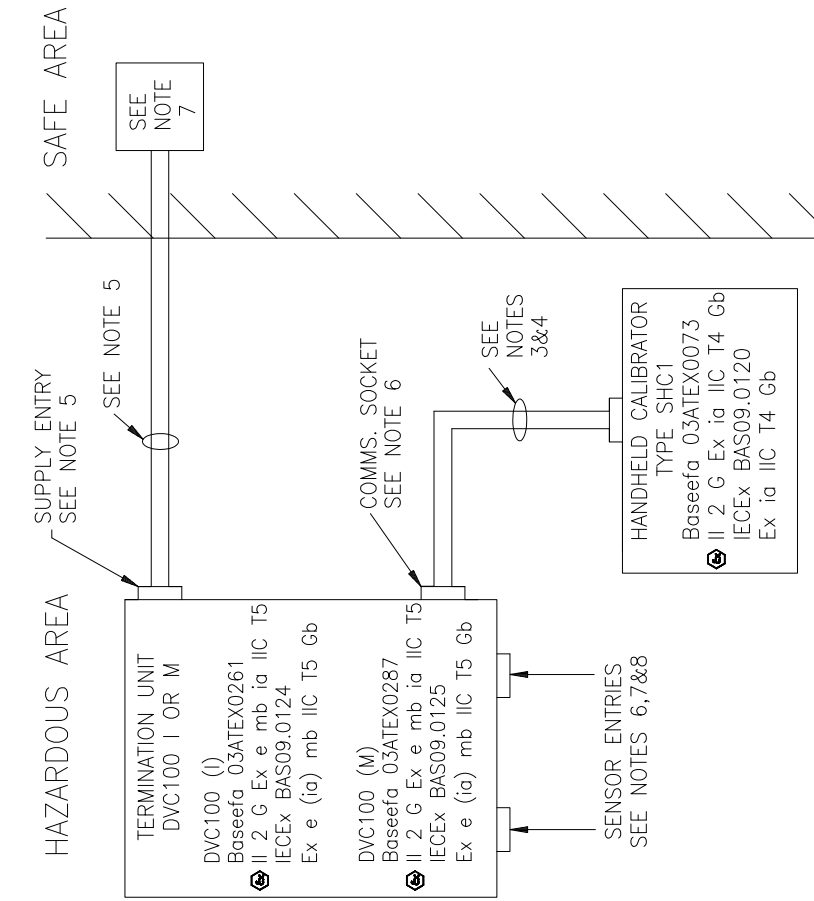 HAZARDOUS AREA
SAFE AREA
TERMINATION UNIT
DVC100 I OR M
DVC100 (I)
Baseefa 03ATEX0261
II 2 G Ex e mb ia IIC T5
IECEx BAS09.0124
Ex e (ia) mb IIC T5 Gb
DVC100 (M)
Baseefa 03ATEX0287
II 2 G Ex e mb ia IIC T5
IECEx BAS09.0125
Ex e (ia) mb IIC T5 Gb
SUPPLY ENTRY
SEE NOTE 5
SEE NOTE 5
SEE
NOTE
7
COMMS. SOCKET
SEE NOTE 6
SEE
NOTES
3&4
SENSOR ENTRIES
SEE NOTES 6,7&8
HANDHELD CALIBRATOR
TYPE SHC1
Baseefa 03ATEX0073
II 2 G Ex ia IIC T4 Gb
IECEx BAS09.0120
Ex ia IIC T4 Gb